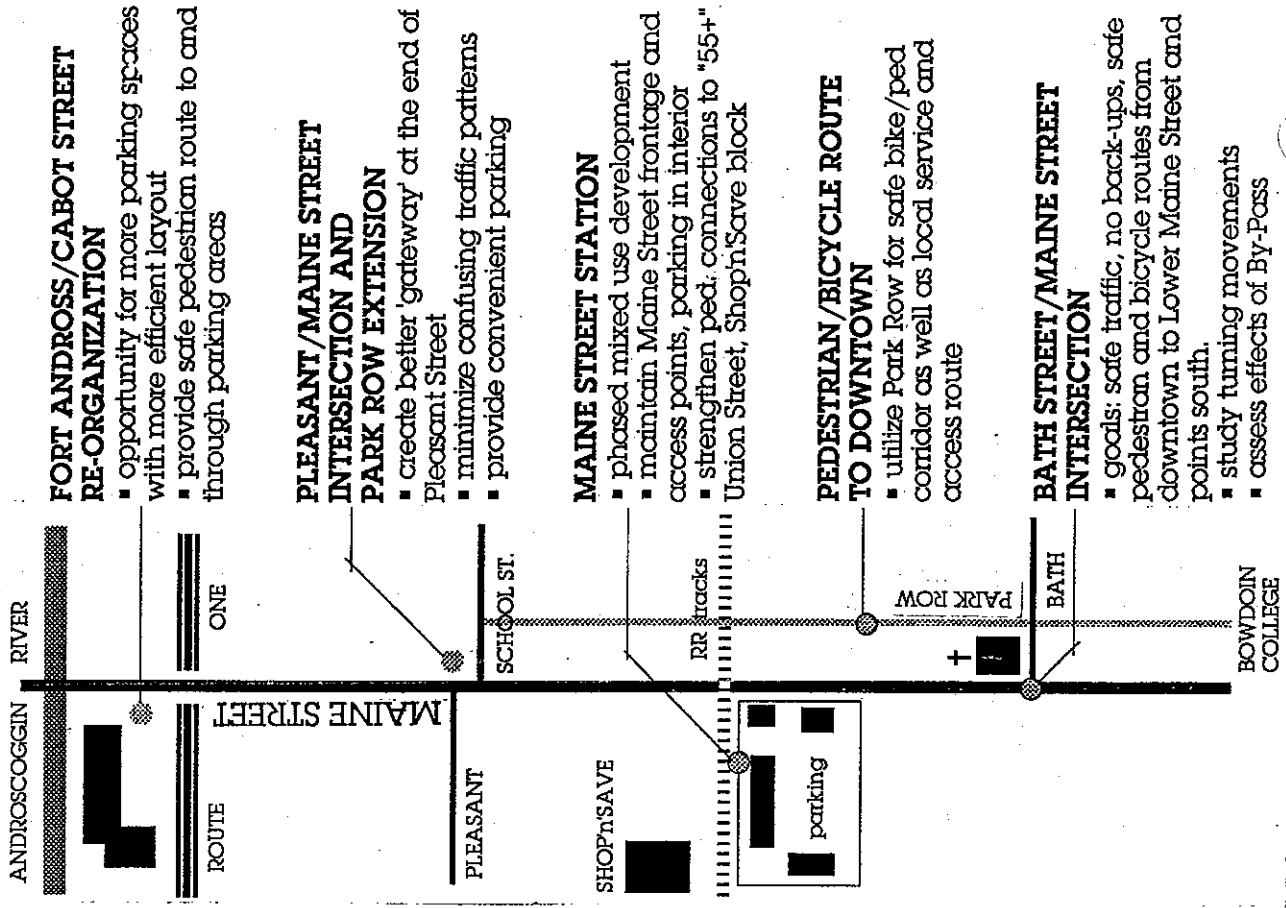 ANDROSCOGGIN RIVER
ROUTE ONE
MAINE STREET
PLEASANT
SCHOOL ST.
SHOP'n'SAVE
RR tracks
parking
PARK ROW
BATH
BOWDOIN
COLLEGE
FORT ANDROSS/CABOT STREET
RE-ORGANIZATION
▪ opportunity for more parking spaces
with more efficient layout
▪ provide safe pedestrian route to and
through parking areas
PLEASANT/MAINE STREET
INTERSECTION AND
PARK ROW EXTENSION
▪ create better 'gateway' at the end of
Pleasant Street
▪ minimize confusing traffic patterns
▪ provide convenient parking
MAINE STREET STATION
▪ phased mixed use development
▪ maintain Maine Street frontage and
access points, parking in interior
▪ strengthen ped. connections to "55+"
Union Street, Shop'n'Save block
PEDESTRIAN/BICYCLE ROUTE
TO DOWNTOWN
▪ utilize Park Row for safe bike/ped
corridor as well as local service and
access route
BATH STREET/MAINE STREET
INTERSECTION
▪ goals: safe traffic, no back-ups, safe
pedestran and bicycle routes from
downtown to Lower Maine Street and
points south.
▪ study turning movements
▪ assess effects of By-Pass